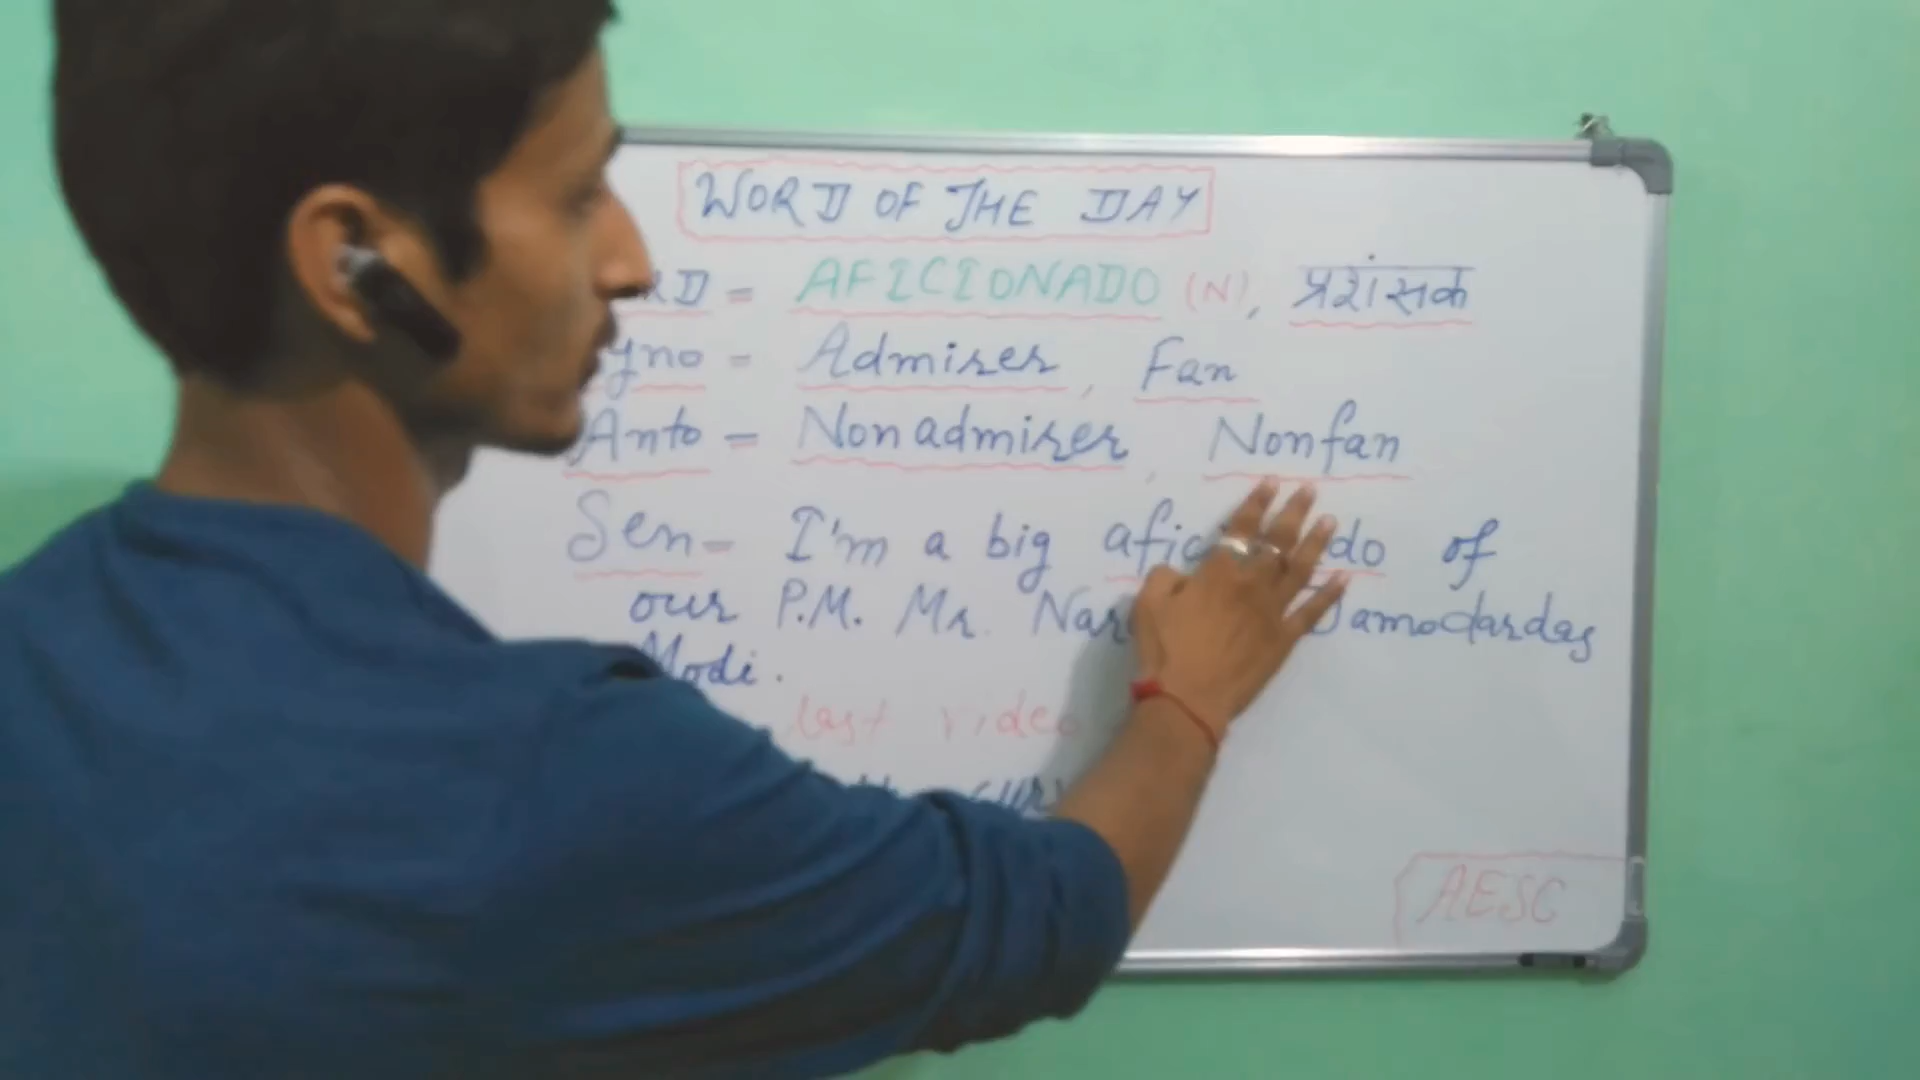 WORD OF THE DAY
RD = AFICIONADO (N), प्रशंसक
yno = Admirer, Fan
Anto = Nonadmirer, Nonfan
Sen - I'm a big afic do of
our P.M. Mr. Nar Damodardas
Modi.
last video
AESC